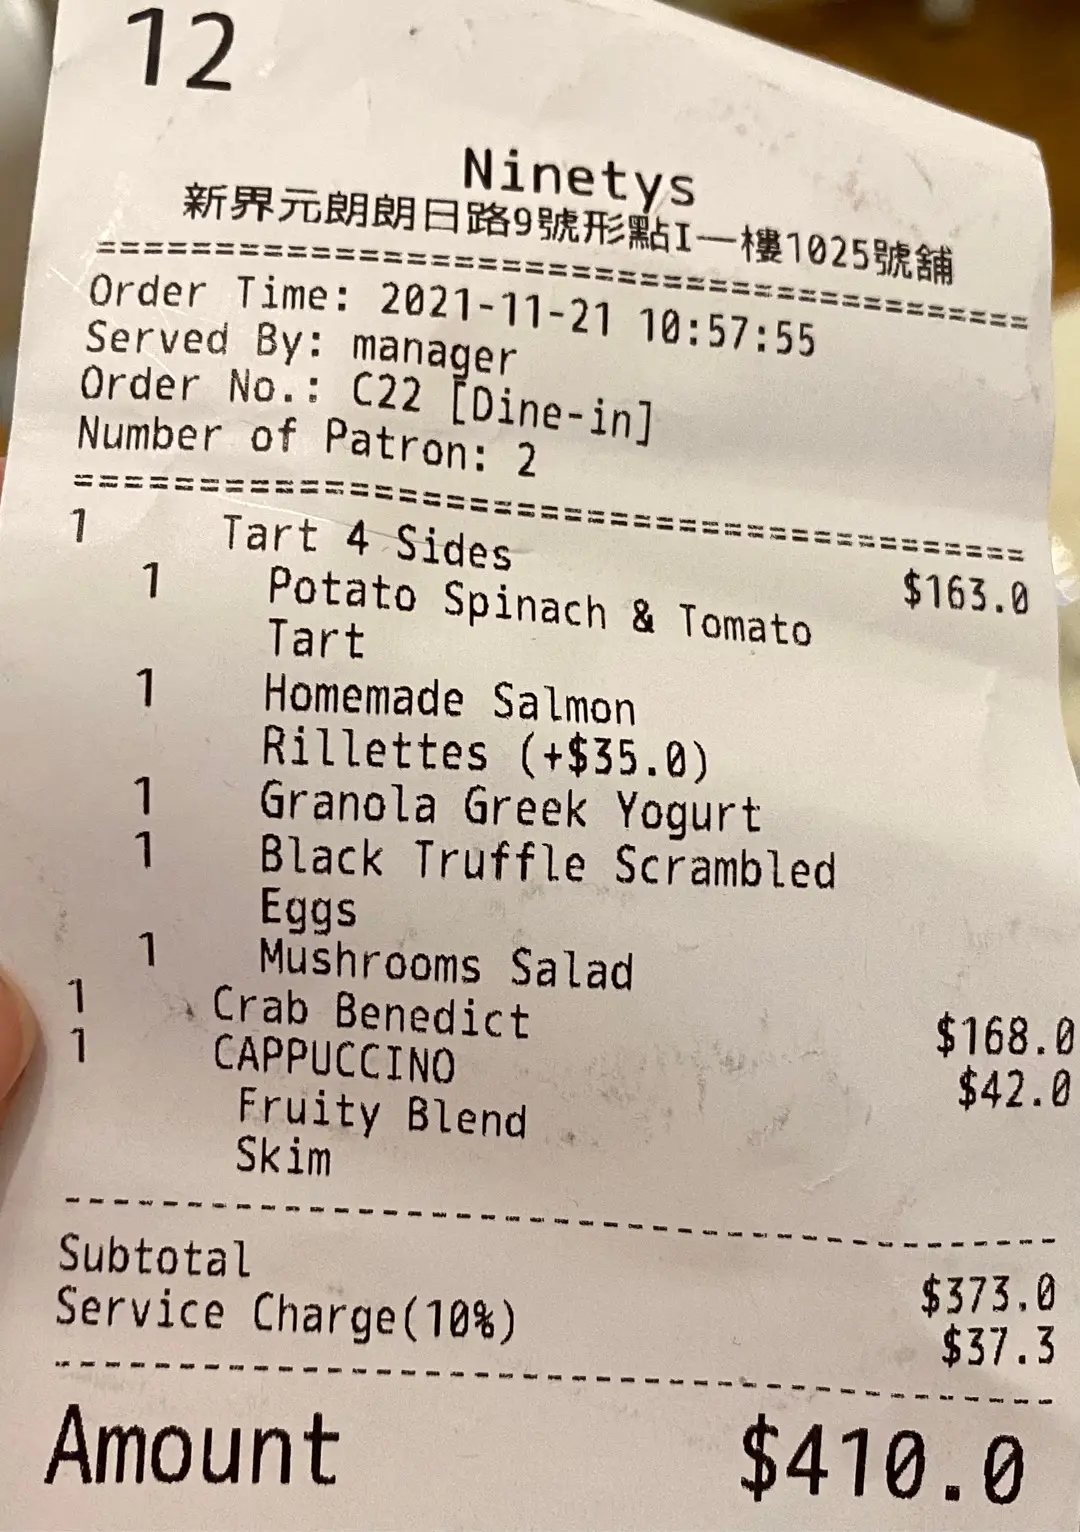 12
Ninetys
新界元朗朗日路9號形點I一樓1025號舖
========================================
Order Time: 2021-11-21 10:57:55
Served By: manager
Order No.: C22 [Dine-in]
Number of Patron: 2
========================================
1 Tart 4 Sides $163.0
1 Potato Spinach & Tomato
Tart
1 Homemade Salmon
Rillettes (+$35.0)
1 Granola Greek Yogurt
1 Black Truffle Scrambled
Eggs
1 Mushrooms Salad
1 Crab Benedict $168.0
1 CAPPUCCINO $42.0
Fruity Blend
Skim
----------------------------------------
Subtotal $373.0
Service Charge(10%) $37.3
----------------------------------------
Amount $410.0